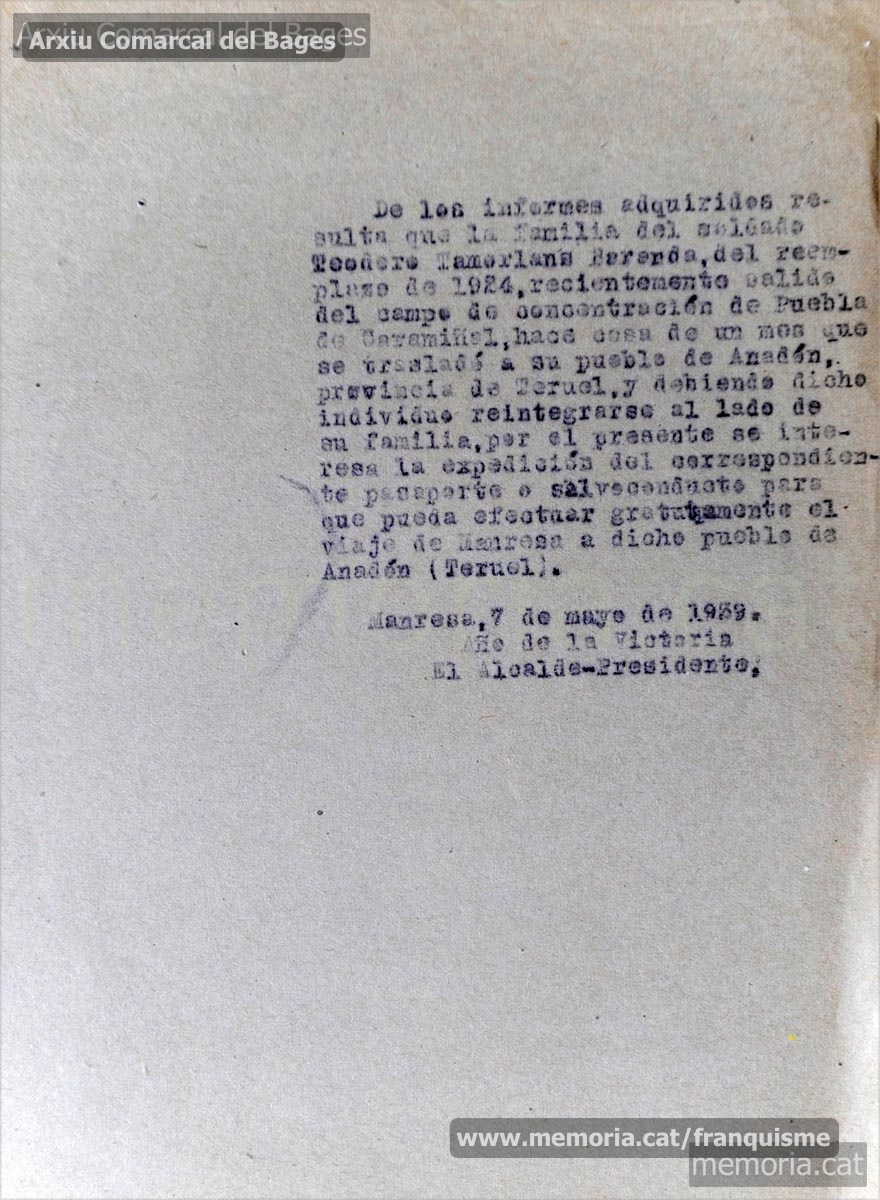 Arxiu Comarcal del Bages
De los informes adquiridos re-
sulta que la familia del soldado
Teodoro Tamorlans Pereda, del reem-
plazo de 1924, recientemente salido
del campo de concentración de Puebla
de Caramiñal, hace cosa de un mes que
se trasladó a su pueblo de Anadón,
provincia de Teruel, y debiendo dicho
individuo reintegrarse al lado de
su familia, por el presente se inte-
resa la expedición del correspondien-
te pasaporte o salvoconducto para
que pueda efectuar gratuitamente el
viaje de Manresa a dicho pueblo de
Anadón (Teruel).
Manresa, 7 de mayo de 1939.
Año de la Victoria
El Alcalde-Presidente,
www.memoria.cat/franquisme
memoria.cat